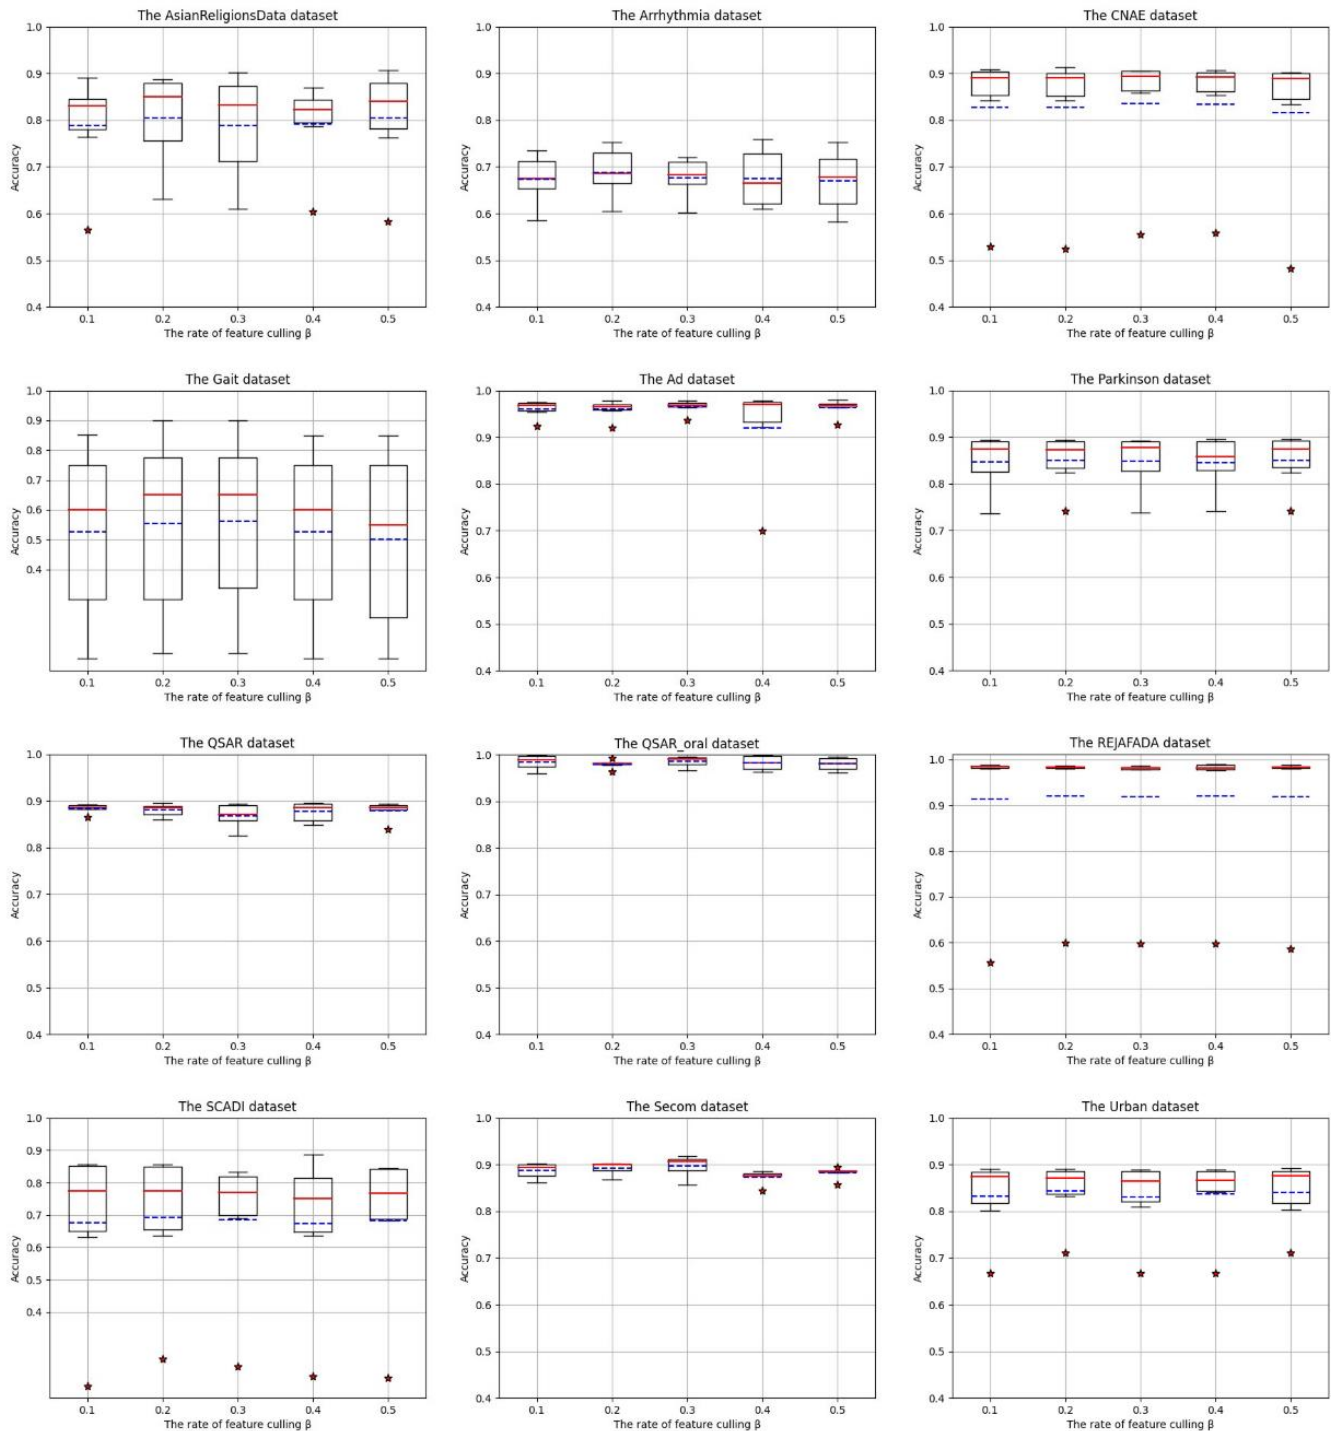 The AsianReligionsData dataset
1.0
0.9
0.8
0.7
0.6
0.5
0.4
Accuracy
0.1 0.2 0.3 0.4 0.5
The rate of feature culling β
The Arrhythmia dataset
1.0
0.9
0.8
0.7
0.6
0.5
0.4
Accuracy
0.1 0.2 0.3 0.4 0.5
The rate of feature culling β
The CNAE dataset
1.0
0.9
0.8
0.7
0.6
0.5
0.4
Accuracy
0.1 0.2 0.3 0.4 0.5
The rate of feature culling β
The Gait dataset
1.0
0.9
0.8
0.7
0.6
0.5
0.4
Accuracy
0.1 0.2 0.3 0.4 0.5
The rate of feature culling β
The Ad dataset
1.0
0.9
0.8
0.7
0.6
0.5
0.4
Accuracy
0.1 0.2 0.3 0.4 0.5
The rate of feature culling β
The Parkinson dataset
1.0
0.9
0.8
0.7
0.6
0.5
0.4
Accuracy
0.1 0.2 0.3 0.4 0.5
The rate of feature culling β
The QSAR dataset
1.0
0.9
0.8
0.7
0.6
0.5
0.4
Accuracy
0.1 0.2 0.3 0.4 0.5
The rate of feature culling β
The QSAR_oral dataset
1.0
0.9
0.8
0.7
0.6
0.5
0.4
Accuracy
0.1 0.2 0.3 0.4 0.5
The rate of feature culling β
The REJAFADA dataset
1.0
0.9
0.8
0.7
0.6
0.5
0.4
Accuracy
0.1 0.2 0.3 0.4 0.5
The rate of feature culling β
The SCADI dataset
1.0
0.9
0.8
0.7
0.6
0.5
0.4
Accuracy
0.1 0.2 0.3 0.4 0.5
The rate of feature culling β
The Secom dataset
1.0
0.9
0.8
0.7
0.6
0.5
0.4
Accuracy
0.1 0.2 0.3 0.4 0.5
The rate of feature culling β
The Urban dataset
1.0
0.9
0.8
0.7
0.6
0.5
0.4
Accuracy
0.1 0.2 0.3 0.4 0.5
The rate of feature culling β